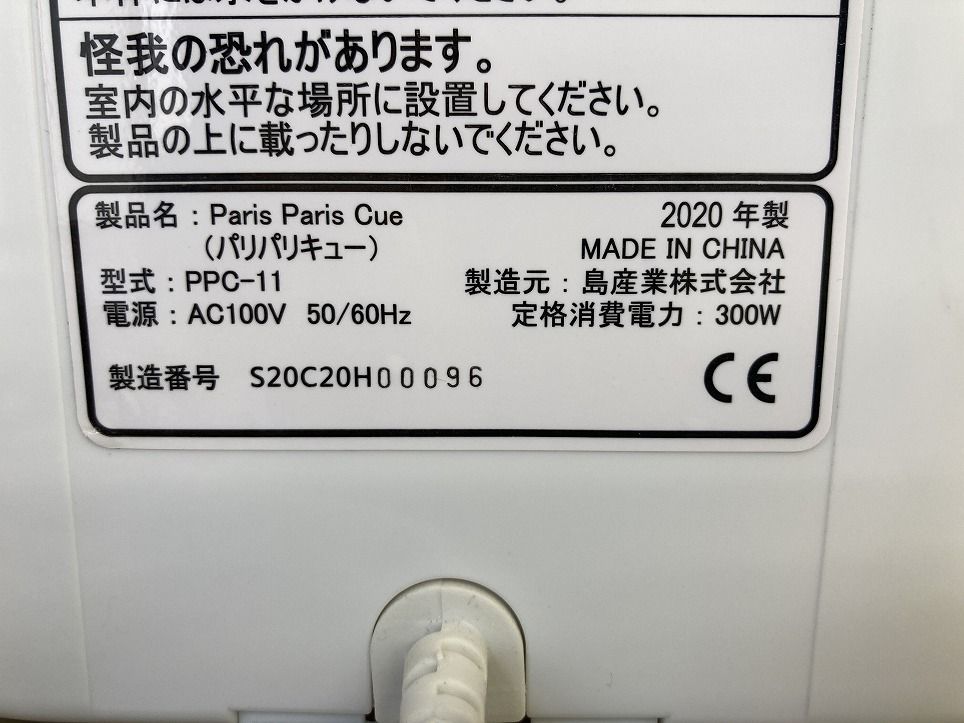 怪我の恐れがあります。
室内の水平な場所に設置してください。
製品の上に載ったりしないでください。
製品名：Paris Paris Cue
（パリパリキュー）
2020 年製
MADE IN CHINA
型式：PPC-11
製造元：島産業株式会社
電源：AC100V 50/60Hz
定格消費電力：300W
製造番号 S20C20H00096
CE